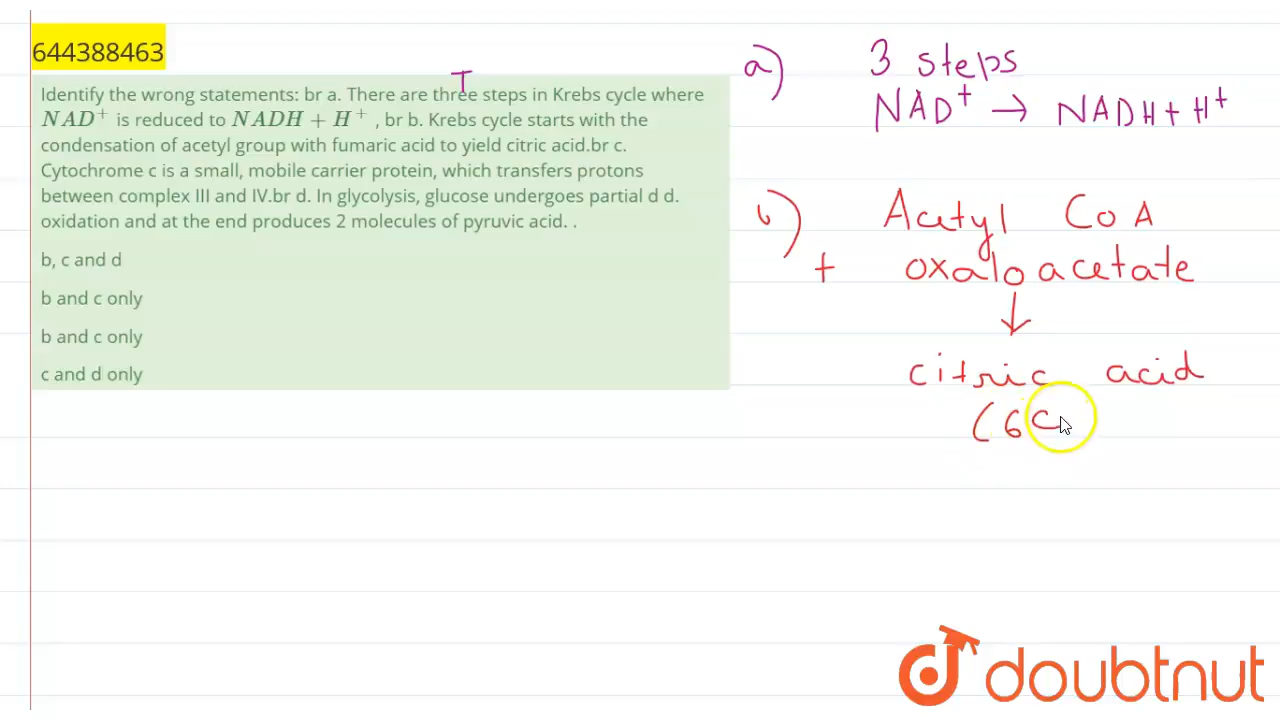 644388463
T
Identify the wrong statements: br a. There are three steps in Krebs cycle where
NAD⁺ is reduced to NADH + H⁺ , br b. Krebs cycle starts with the
condensation of acetyl group with fumaric acid to yield citric acid.br c.
Cytochrome c is a small, mobile carrier protein, which transfers protons
between complex III and IV.br d. In glycolysis, glucose undergoes partial d d.
oxidation and at the end produces 2 molecules of pyruvic acid. .
b, c and d
b and c only
b and c only
c and d only
a) 3 steps
NAD⁺ → NADH + H⁺
b) Acetyl CoA
+ oxaloacetate
↓
citric acid
(6C
doubtnut